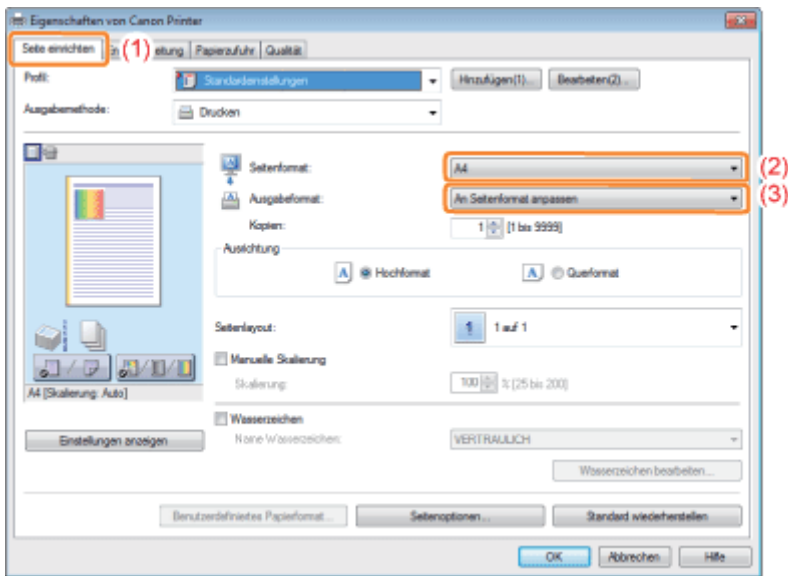 Eigenschaften von Canon Printer
Seite einrichten (1) etung Papierzufuhr Qualität
Profil: Standardeinstellungen Hinzufügen(1)... Bearbeiten(2)...
Ausgabemethode: Drucken
Seitenformat: A4 (2)
Ausgabeformat: An Seitenformat anpassen (3)
Kopien: 1 [1 bis 9999]
Ausrichtung
A Hochformat A Querformat
Seitenlayout: 1 1 auf 1
Manuelle Skalierung
Skalierung: 100 % [25 bis 200]
A4 [Skalierung: Auto]
Wasserzeichen
Name Wasserzeichen: VERTRAULICH
Einstellungen anzeigen
Wasserzeichen bearbeiten...
Benutzerdefiniertes Papierformat... Seitenoptionen... Standard wiederherstellen
OK Abbrechen Hilfe